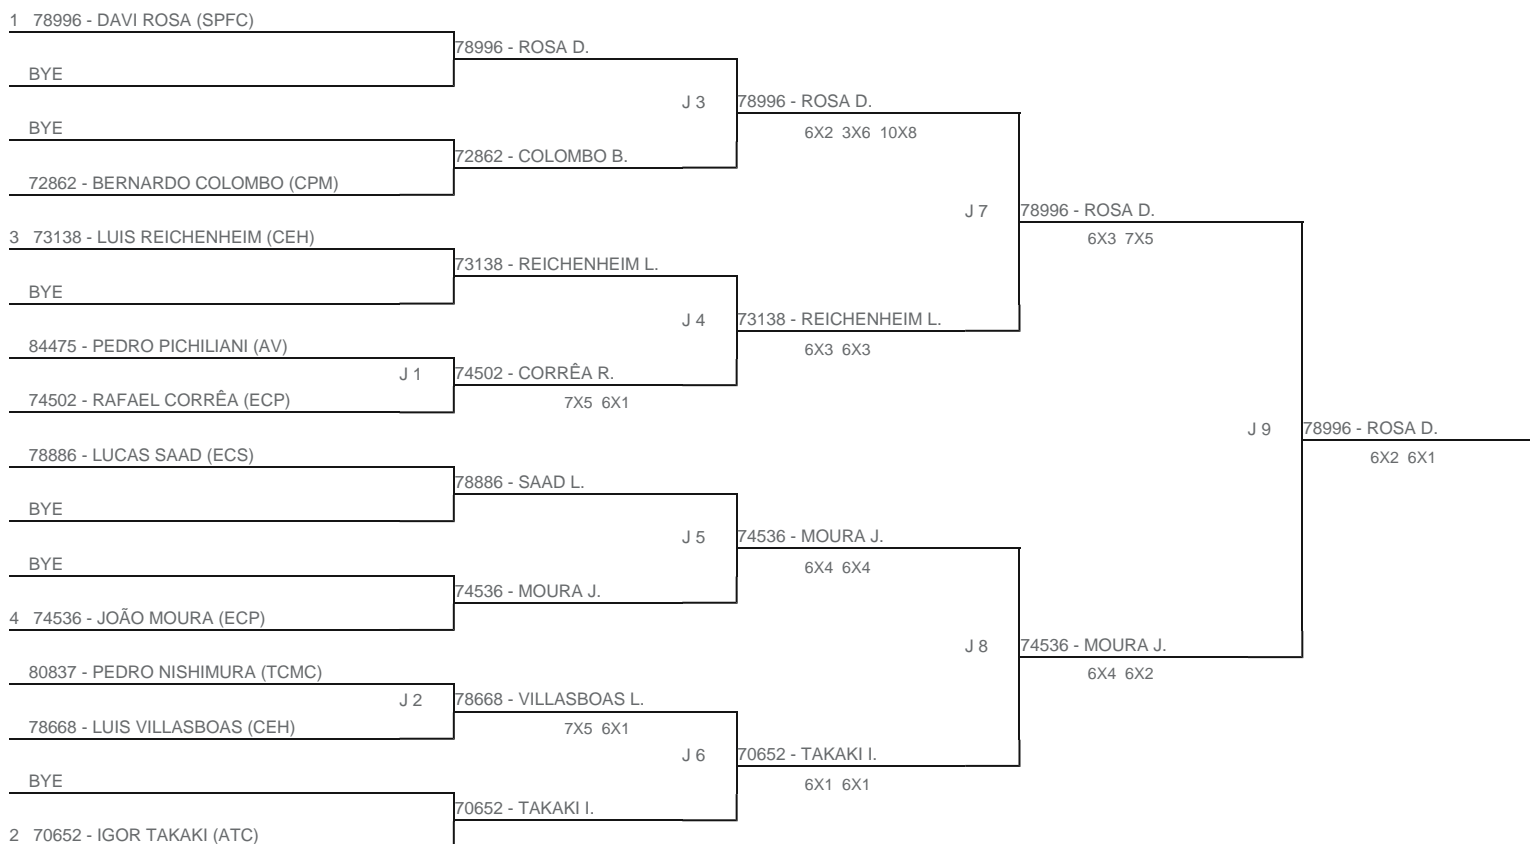 1 78996 - DAVI ROSA (SPFC)
78996 - ROSA D.
BYE
J 3
78996 - ROSA D.
6X2 3X6 10X8
BYE
72862 - COLOMBO B.
72862 - BERNARDO COLOMBO (CPM)
J 7
78996 - ROSA D.
6X3 7X5
3 73138 - LUIS REICHENHEIM (CEH)
73138 - REICHENHEIM L.
BYE
J 4
73138 - REICHENHEIM L.
6X3 6X3
84475 - PEDRO PICHILIANI (AV)
J 1
74502 - CORRÊA R.
7X5 6X1
74502 - RAFAEL CORRÊA (ECP)
J 9
78996 - ROSA D.
6X2 6X1
78886 - LUCAS SAAD (ECS)
78886 - SAAD L.
BYE
J 5
74536 - MOURA J.
6X4 6X4
BYE
74536 - MOURA J.
4 74536 - JOÃO MOURA (ECP)
J 8
74536 - MOURA J.
6X4 6X2
80837 - PEDRO NISHIMURA (TCMC)
J 2
78668 - VILLASBOAS L.
7X5 6X1
78668 - LUIS VILLASBOAS (CEH)
J 6
70652 - TAKAKI I.
6X1 6X1
BYE
70652 - TAKAKI I.
2 70652 - IGOR TAKAKI (ATC)